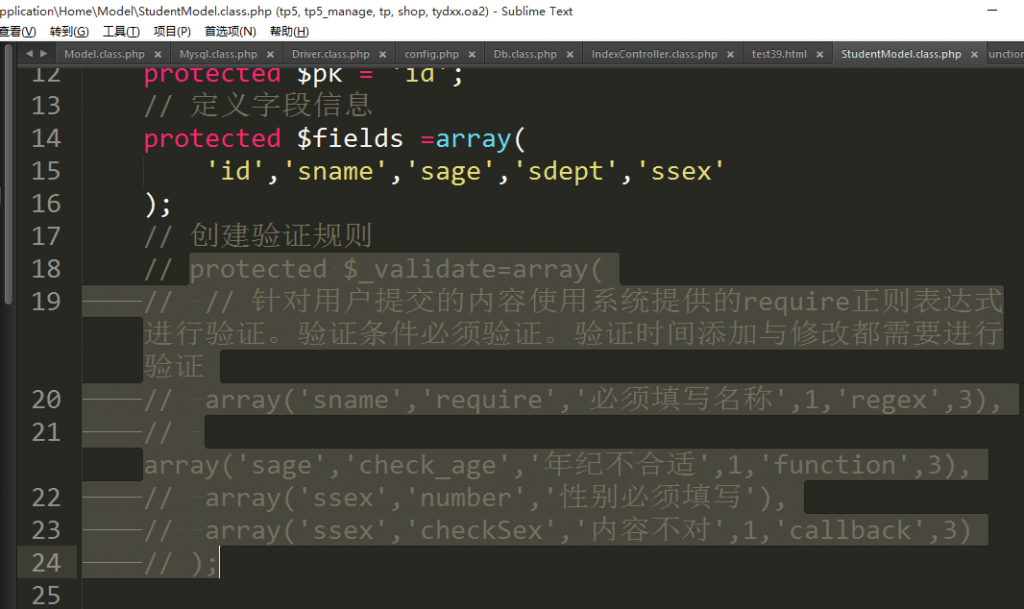 pplication\Home\Model\StudentModel.class.php (tp5, tp5_manage, tp, shop, tydxx.oa2) - Sublime Text
查看(V) 转到(G) 工具(T) 项目(P) 首选项(N) 帮助(H)
Model.class.php × Mysql.class.php × Driver.class.php × config.php × Db.class.php × IndexController.class.php × test39.html × StudentModel.class.php × unction
12 protected $pk = 'id';
13 // 定义字段信息
14 protected $fields =array(
15 'id','sname','sage','sdept','ssex'
16 );
17 // 创建验证规则
18 // protected $_validate=array(
19 // // 针对用户提交的内容使用系统提供的require正则表达式
进行验证。验证条件必须验证。验证时间添加与修改都需要进行
验证
20 // array('sname','require','必须填写名称',1,'regex',3),
21 //
array('sage','check_age','年纪不合适',1,'function',3),
22 // array('ssex','number','性别必须填写'),
23 // array('ssex','checkSex','内容不对',1,'callback',3)
24 // );
25